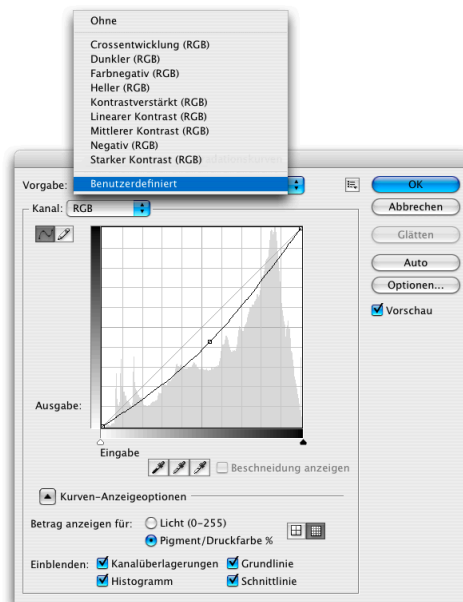 Ohne
Crossentwicklung (RGB)
Dunkler (RGB)
Farbnegativ (RGB)
Heller (RGB)
Kontrastverstärkt (RGB)
Linearer Kontrast (RGB)
Mittlerer Kontrast (RGB)
Negativ (RGB)
Starker Kontrast (RGB)
Benutzerdefiniert
Vorgabe:
OK
Kanal: RGB
Abbrechen
Glätten
Auto
Optionen...
Vorschau
Ausgabe:
Eingabe
Beschneidung anzeigen
Kurven-Anzeigeoptionen
Betrag anzeigen für: Licht (0–255)
Pigment/Druckfarbe %
Einblenden: Kanalüberlagerungen Grundlinie
Histogramm Schnittlinie